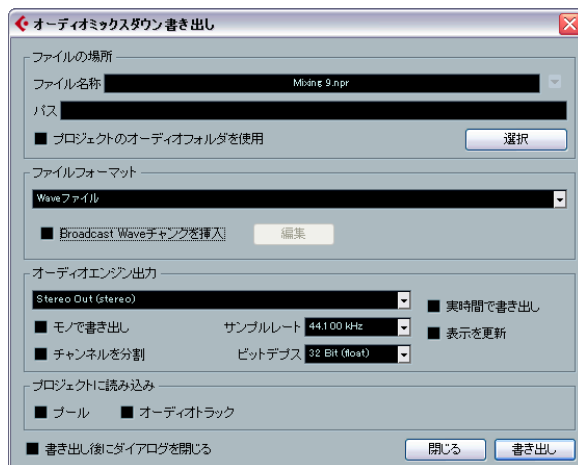 オーディオミックスダウン書き出し
ファイルの場所
ファイル名称 Mixing 9.npr
パス
プロジェクトのオーディオフォルダを使用 選択
ファイルフォーマット
Waveファイル
Broadcast Waveチャンクを挿入 編集
オーディオエンジン出力
Stereo Out (stereo) 実時間で書き出し
モノで書き出し サンプルレート 44.100 kHz 表示を更新
チャンネルを分割 ビットデプス 32 Bit (float)
プロジェクトに読み込み
プール オーディオトラック
書き出し後にダイアログを閉じる 閉じる 書き出し